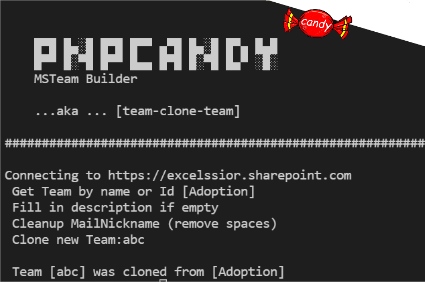 candy
PNPCANDY
MSTeam Builder
...aka ... [team-clone-team]
##########################################################
Connecting to https://excelssior.sharepoint.com
Get Team by name or Id [Adoption]
Fill in description if empty
Cleanup MailNickname (remove spaces)
Clone new Team:abc
Team [abc] was cloned from [Adoption]